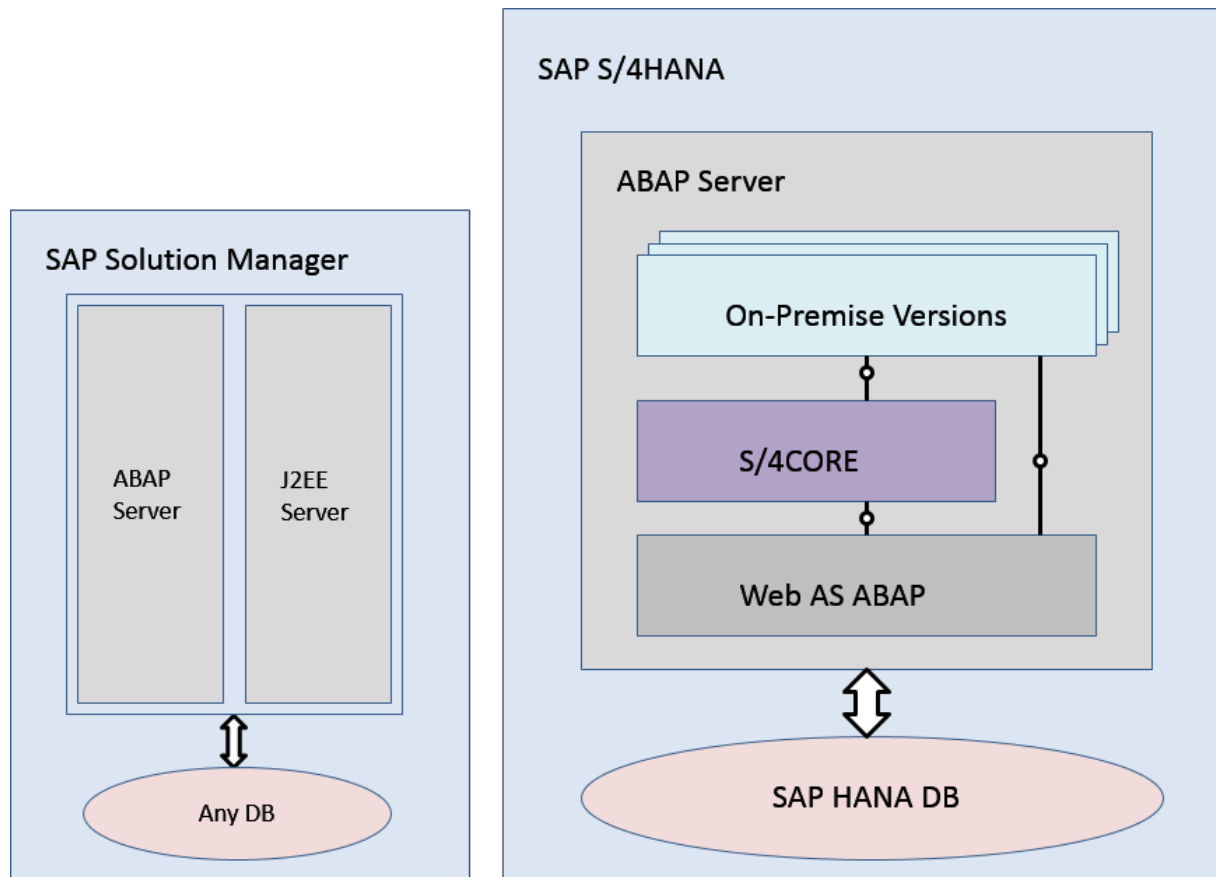 SAP Solution Manager
ABAP
Server
J2EE
Server
Any DB
SAP S/4HANA
ABAP Server
On-Premise Versions
S/4CORE
Web AS ABAP
SAP HANA DB